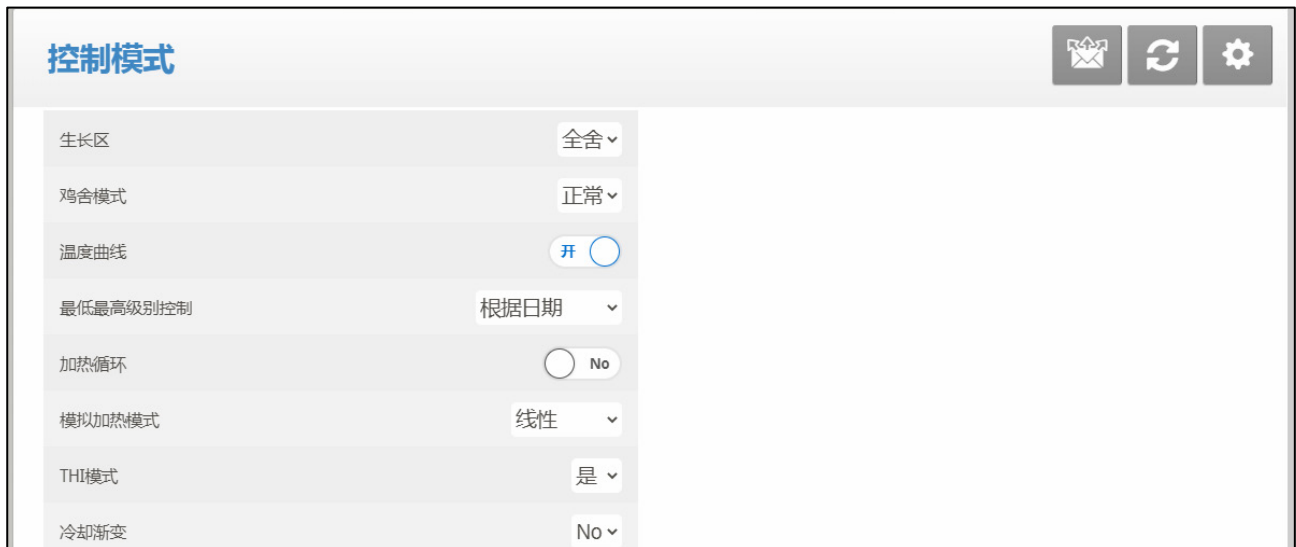 控制模式
生长区 全舍
鸡舍模式 正常
温度曲线 开
最低最高级别控制 根据日期
加热循环 No
模拟加热模式 线性
THI模式 是
冷却渐变 No